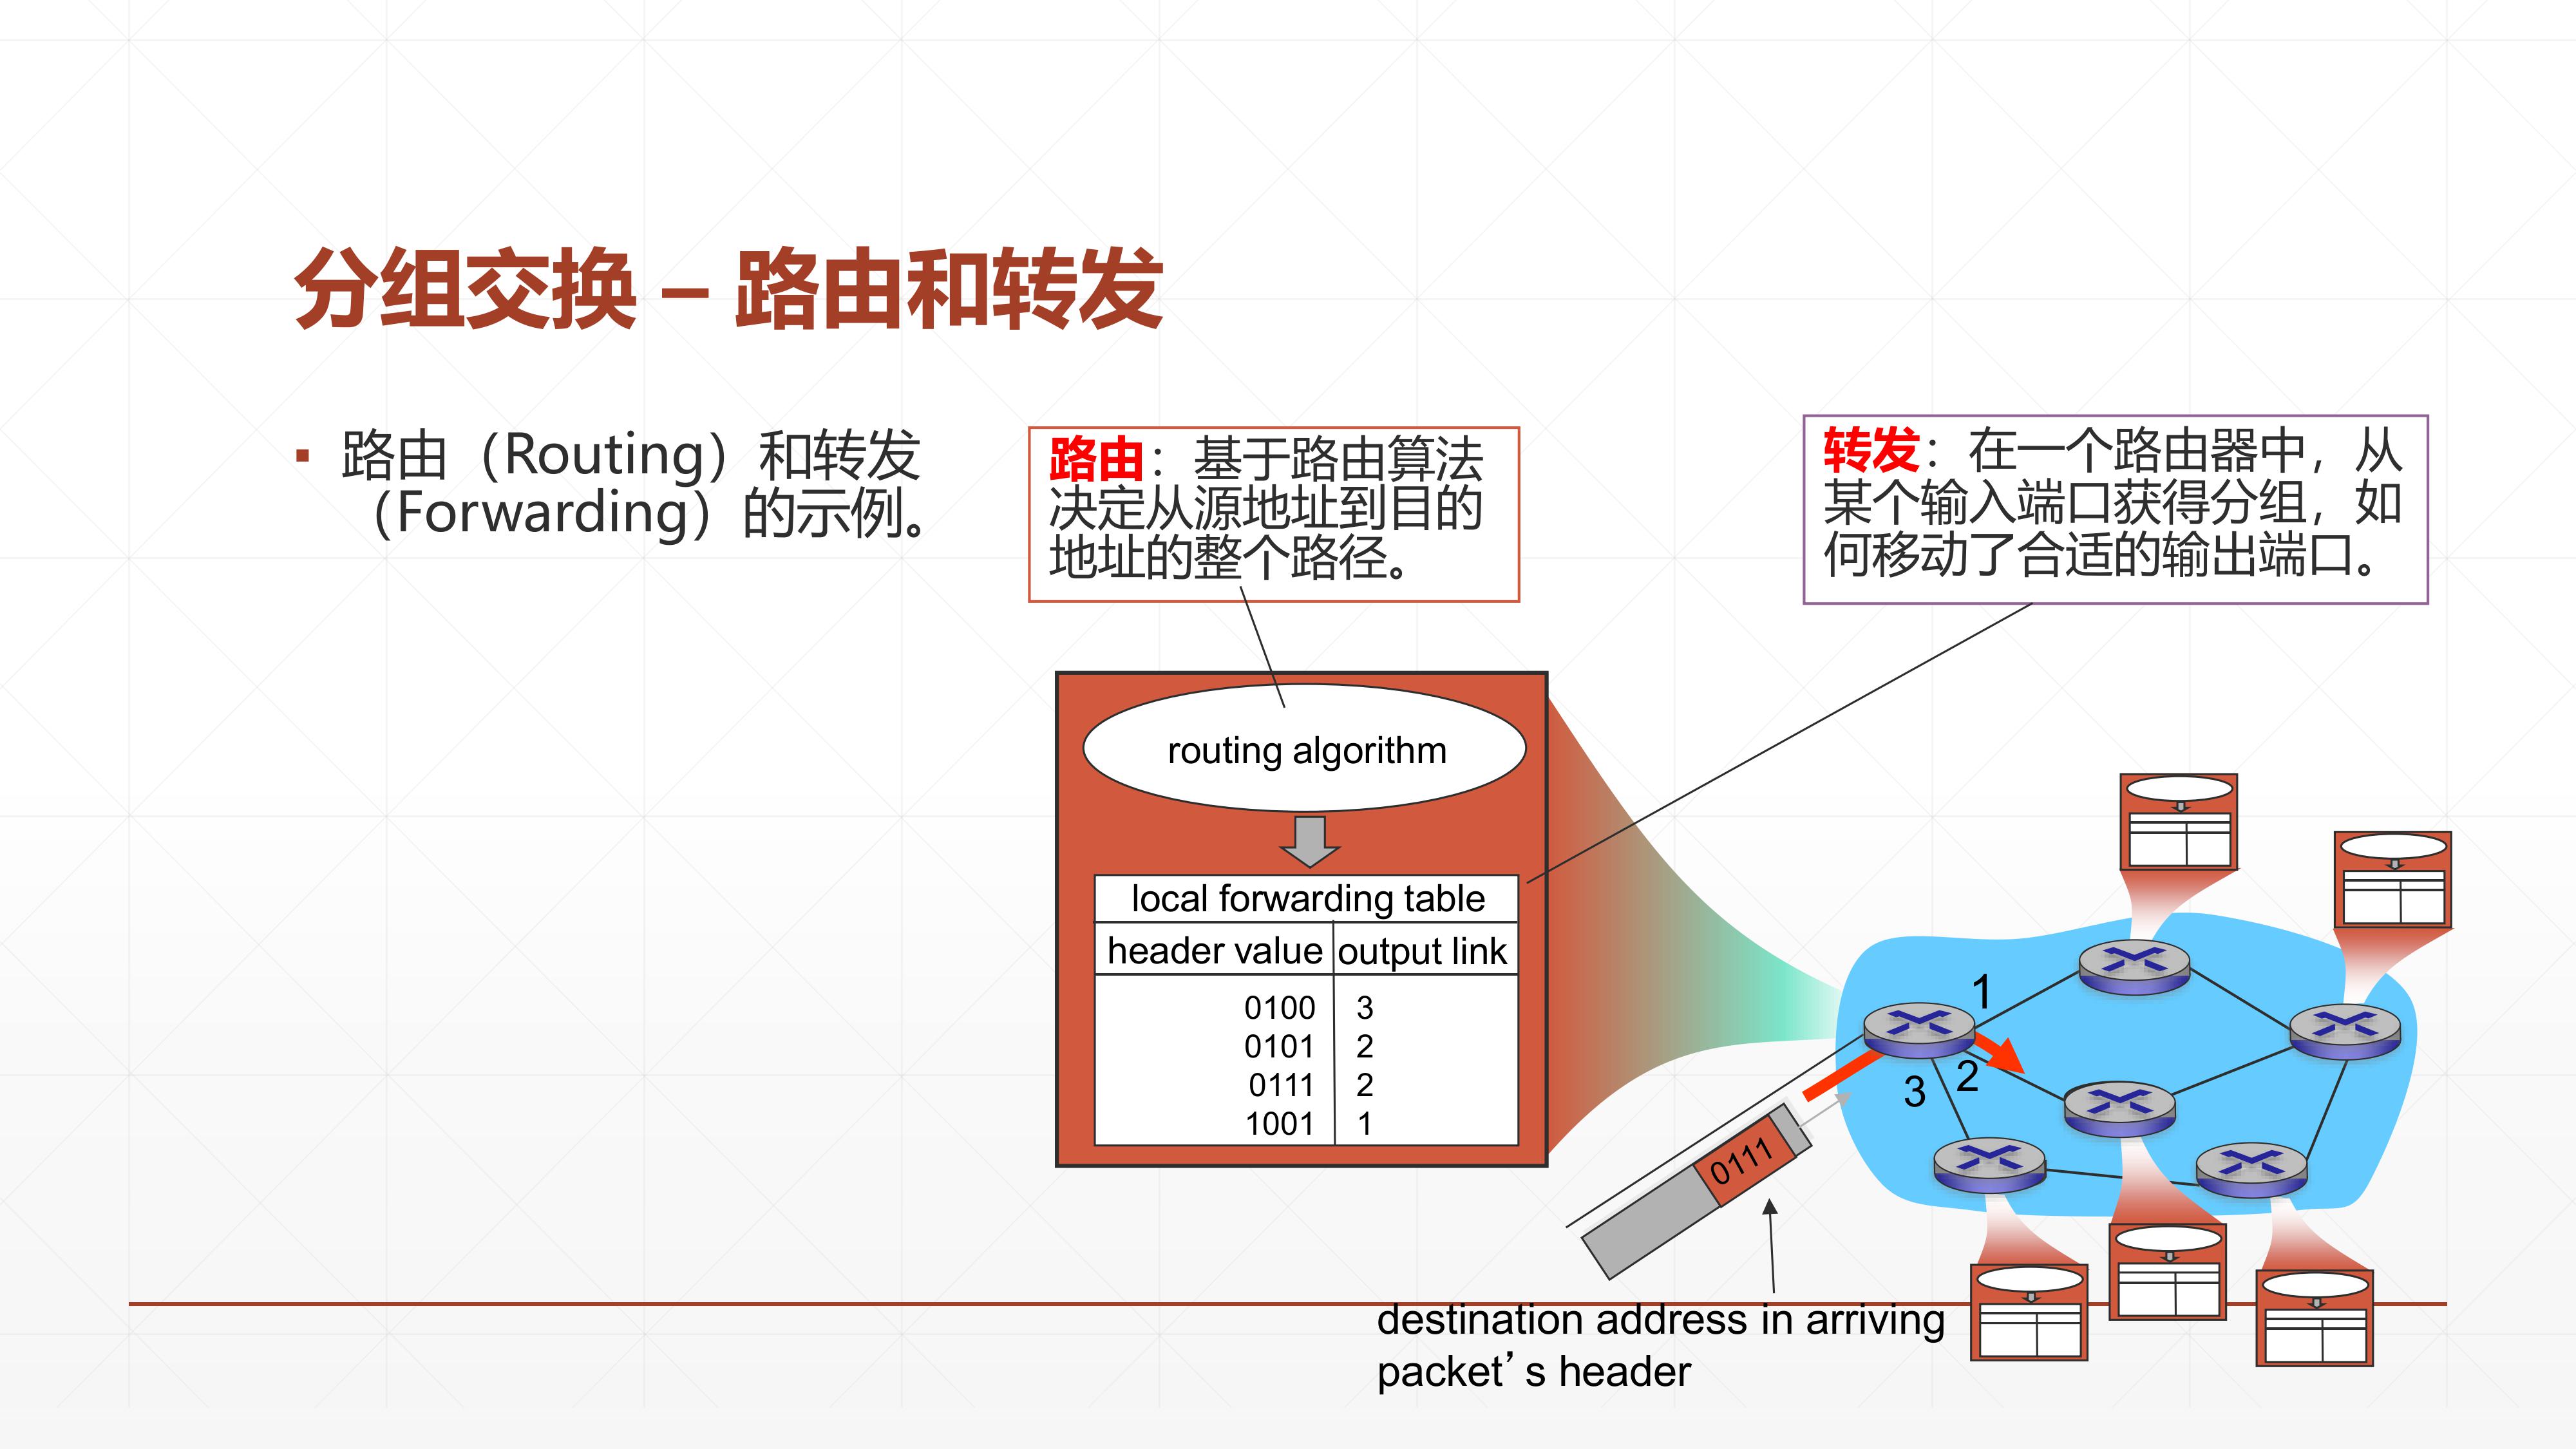 分组交换 – 路由和转发
▪ 路由（Routing）和转发
（Forwarding）的示例。
路由：基于路由算法
决定从源地址到目的
地址的整个路径。
转发：在一个路由器中，从
某个输入端口获得分组，如
何移动了合适的输出端口。
routing algorithm
local forwarding table
header value output link
0100 3
0101 2
0111 2
1001 1
1
2
3
0111
destination address in arriving
packet’s header